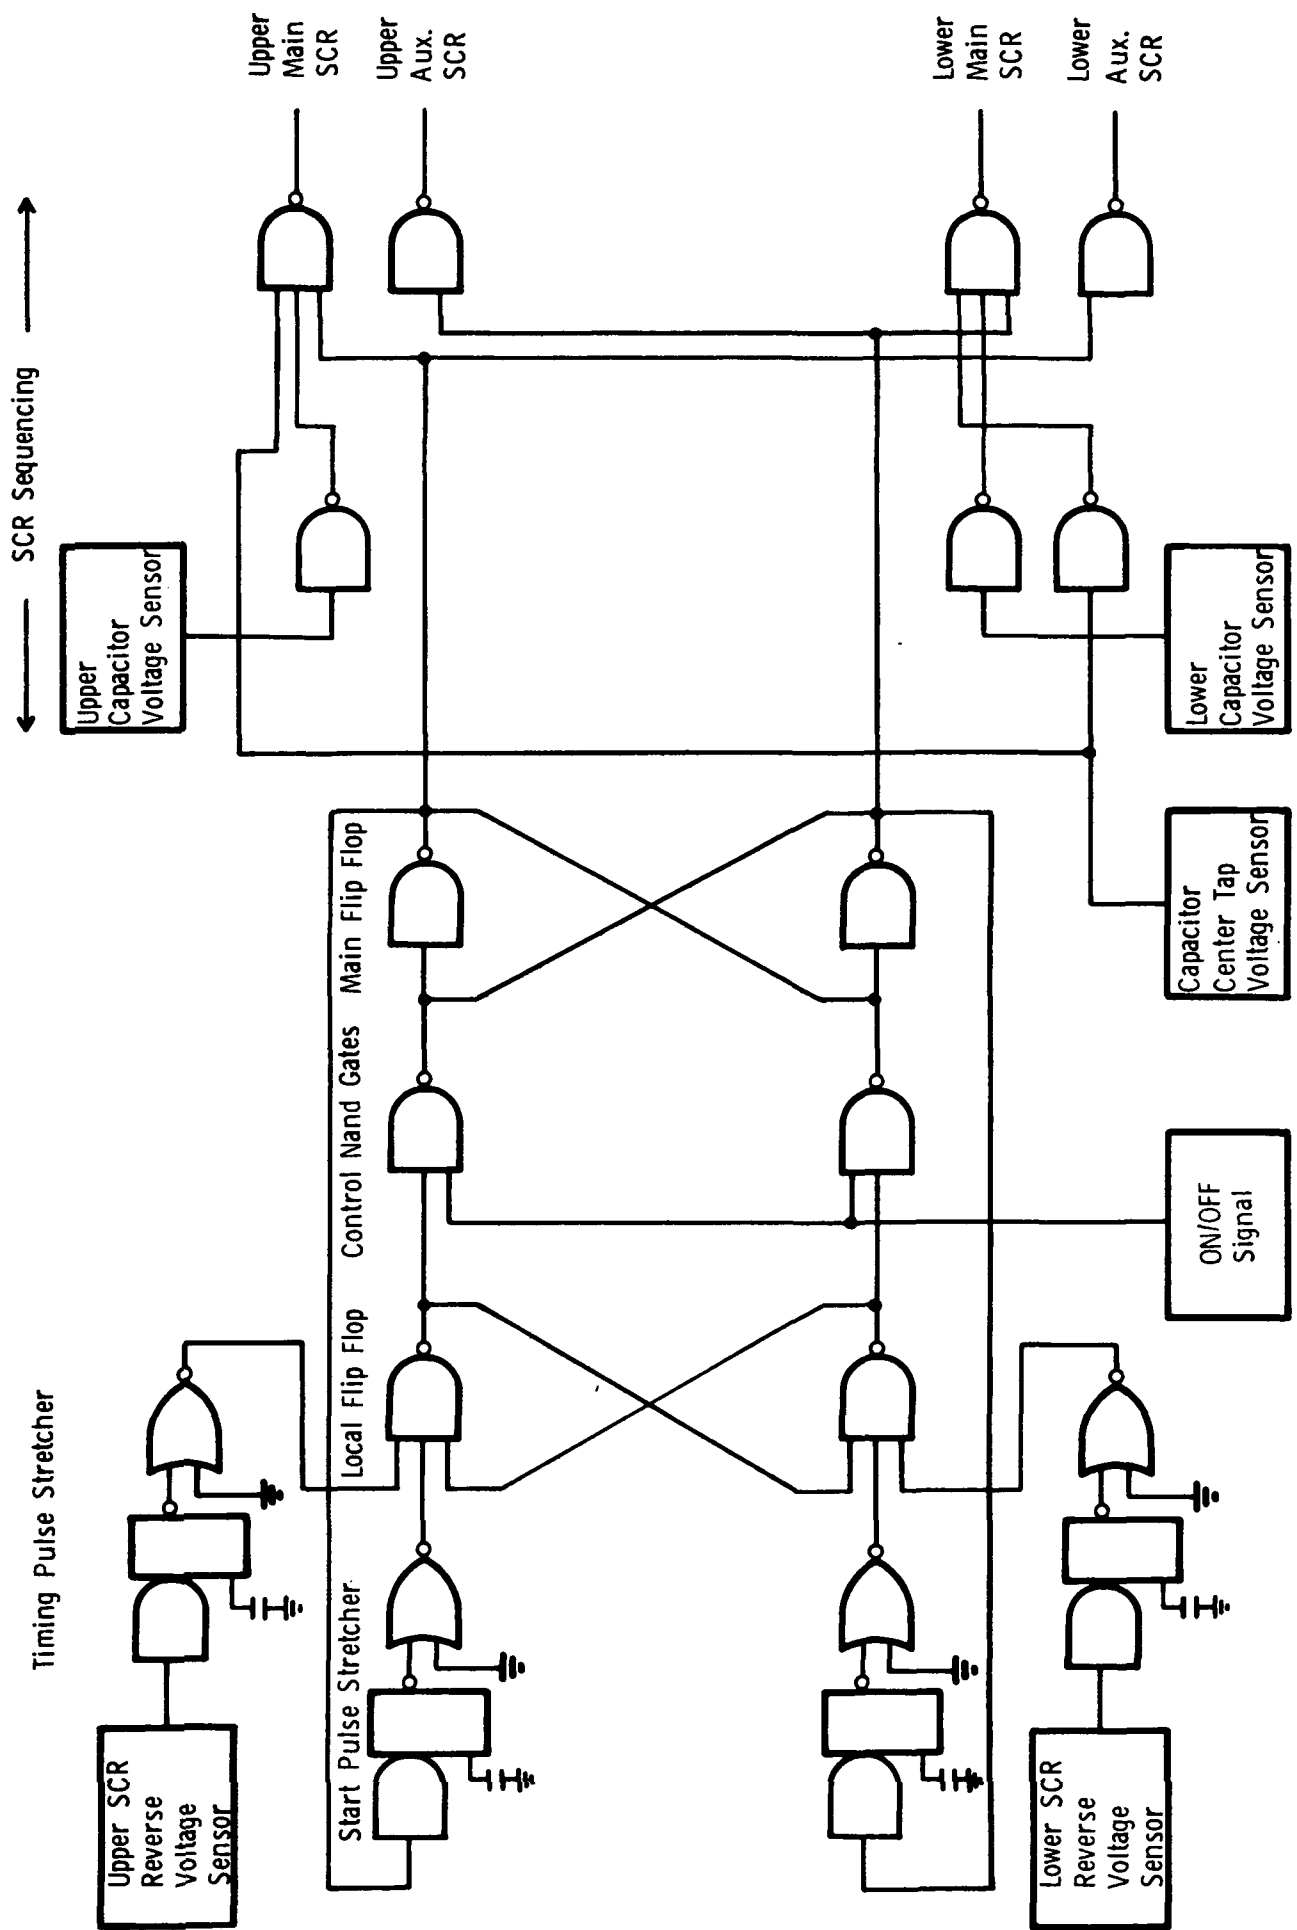 Timing Pulse Stretcher
← SCR Sequencing →
Upper SCR
Reverse
Voltage
Sensor
Upper
Capacitor
Voltage Sensor
Upper
Main
SCR
Upper
Aux.
SCR
Start Pulse Stretcher
Local Flip Flop
Control Nand Gates
Main Flip Flop
Lower
Main
SCR
Lower
Aux.
SCR
Lower SCR
Reverse
Voltage
Sensor
ON/OFF
Signal
Capacitor
Center Tap
Voltage Sensor
Lower
Capacitor
Voltage Sensor